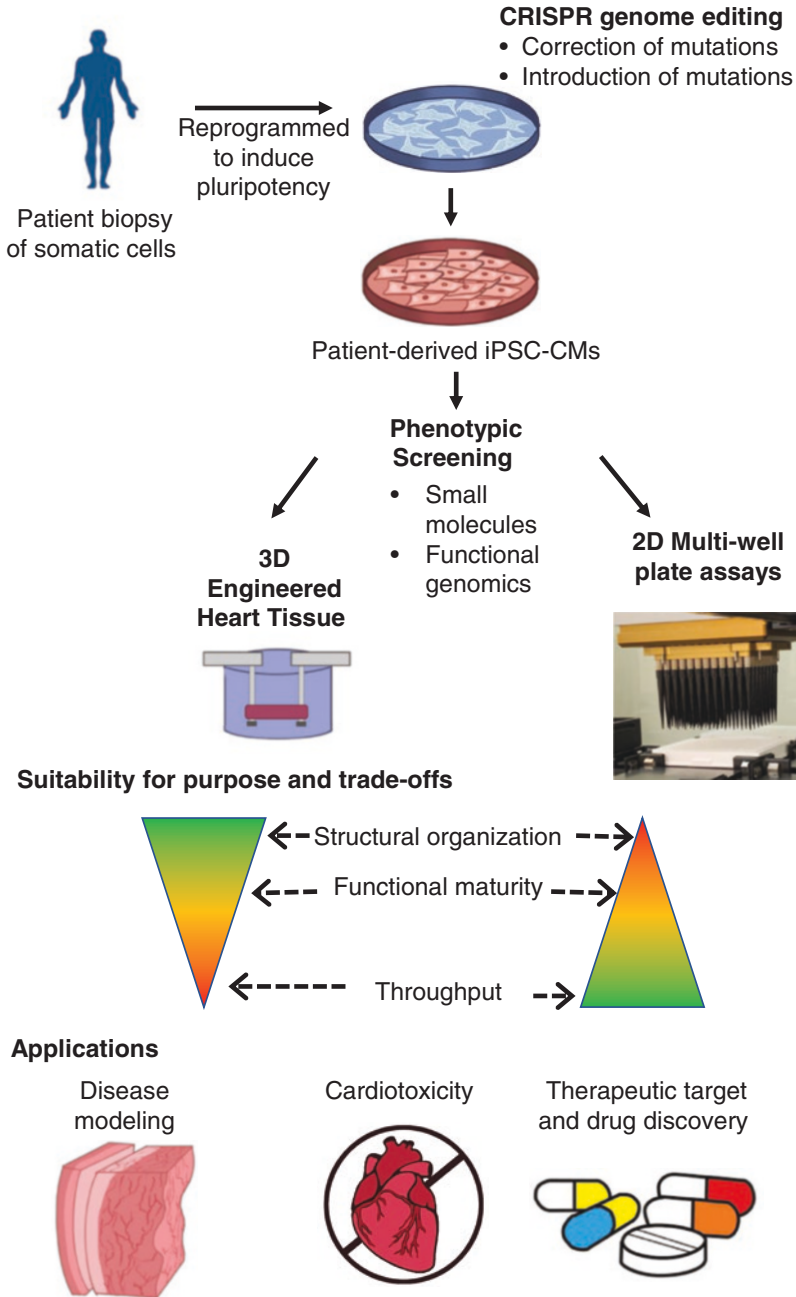 CRISPR genome editing
• Correction of mutations
• Introduction of mutations
Reprogrammed
to induce
pluripotency
Patient biopsy
of somatic cells
Patient-derived iPSC-CMs
Phenotypic
Screening
• Small
molecules
• Functional
genomics
3D
Engineered
Heart Tissue
2D Multi-well
plate assays
Suitability for purpose and trade-offs
Structural organization
Functional maturity
Throughput
Applications
Disease
modeling
Cardiotoxicity
Therapeutic target
and drug discovery